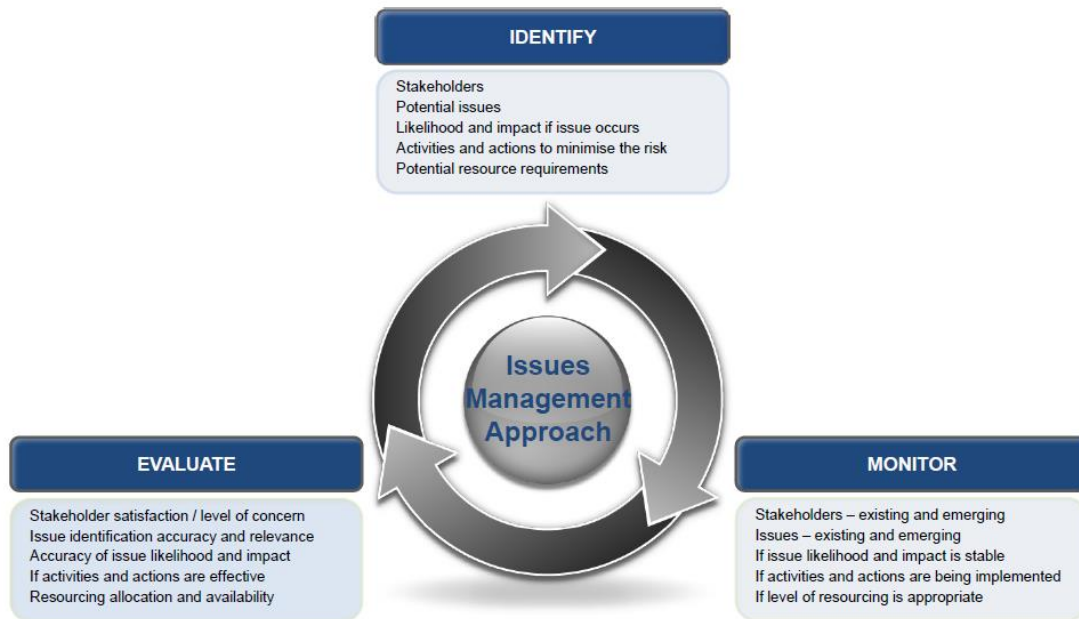 IDENTIFY
Stakeholders
Potential issues
Likelihood and impact if issue occurs
Activities and actions to minimise the risk
Potential resource requirements
Issues
Management
Approach
EVALUATE
Stakeholder satisfaction / level of concern
Issue identification accuracy and relevance
Accuracy of issue likelihood and impact
If activities and actions are effective
Resourcing allocation and availability
MONITOR
Stakeholders – existing and emerging
Issues – existing and emerging
If issue likelihood and impact is stable
If activities and actions are being implemented
If level of resourcing is appropriate